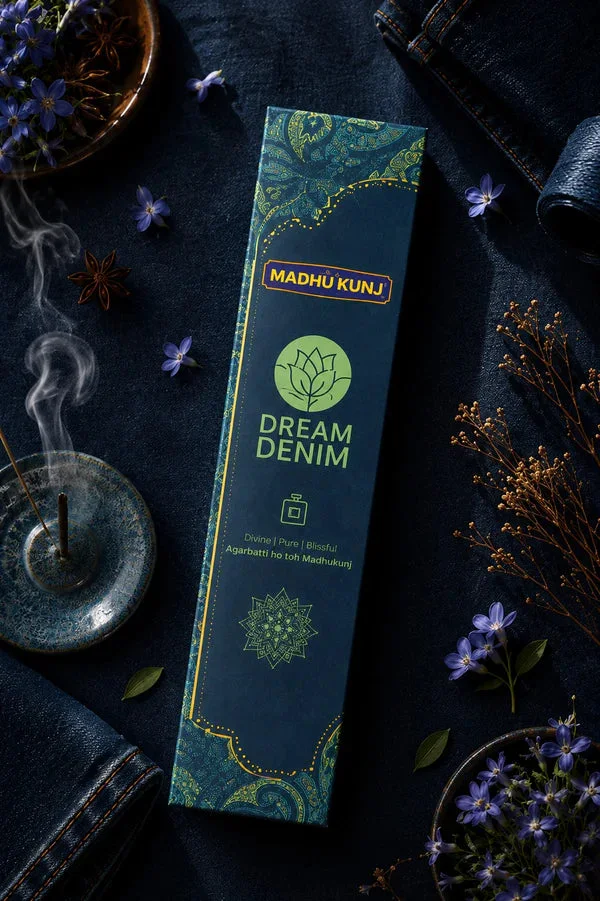 MADHU KUNJ
DREAM
DENIM
Divine | Pure | Blissful
Agarbatti ho toh Madhukunj